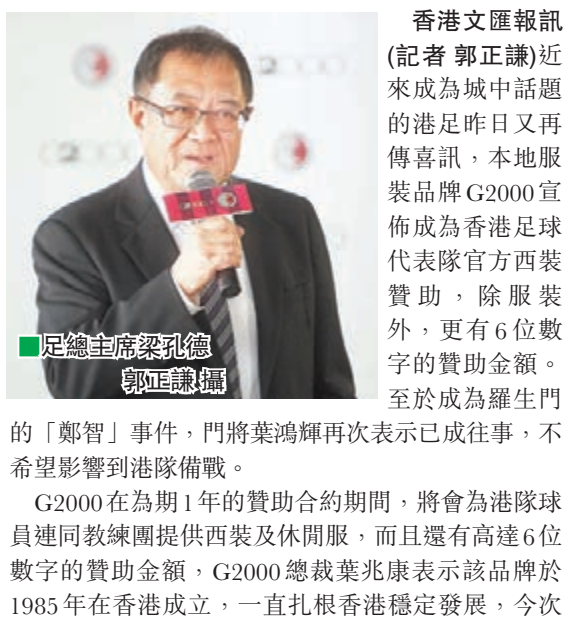 香港文匯報訊
(記者 郭正謙)近
來成為城中話題
的港足昨日又再
傳喜訊，本地服
裝品牌G2000宣
佈成為香港足球
代表隊官方西裝
贊助，除服裝
外，更有6位數
字的贊助金額。
至於成為羅生門
的「鄭智」事件，門將葉鴻輝再次表示已成往事，不
希望影響到港隊備戰。
G2000在為期1年的贊助合約期間，將會為港隊球
員連同教練團提供西裝及休閒服，而且還有高達6位
數字的贊助金額，G2000總裁葉兆康表示該品牌於
1985年在香港成立，一直扎根香港穩定發展，今次
■足總主席梁孔德
郭正謙 攝